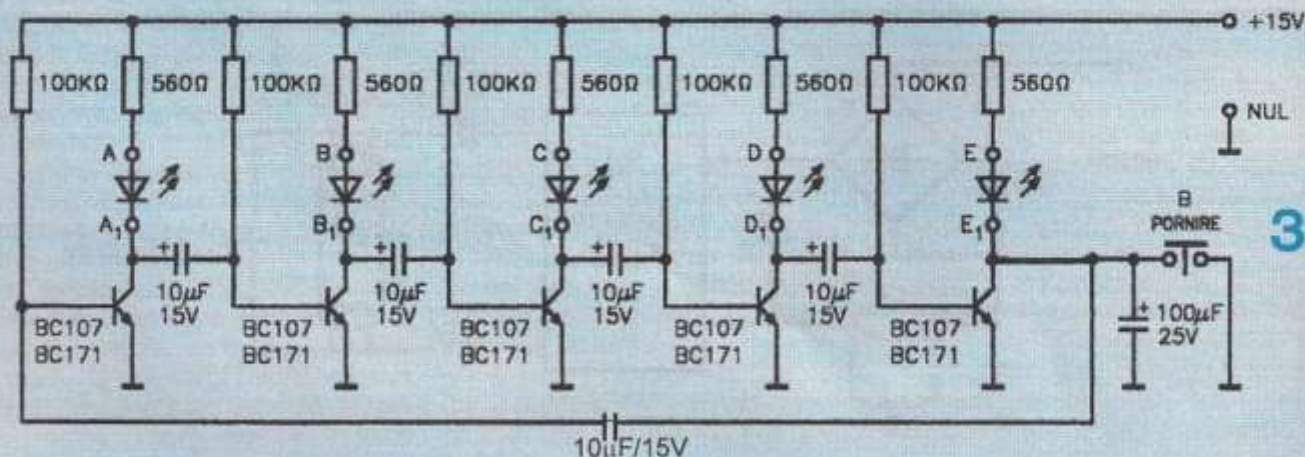 +15V
100KΩ 560Ω 100KΩ 560Ω 100KΩ 560Ω 100KΩ 560Ω 100KΩ 560Ω
NUL
A B C D E
B
PORNIRE
A₁ B₁ C₁ D₁ E₁
3
+ + + +
10μF 10μF 10μF 10μF
15V 15V 15V 15V
+ 100μF
25V
BC107 BC107 BC107 BC107 BC107
BC171 BC171 BC171 BC171 BC171
10μF/15V